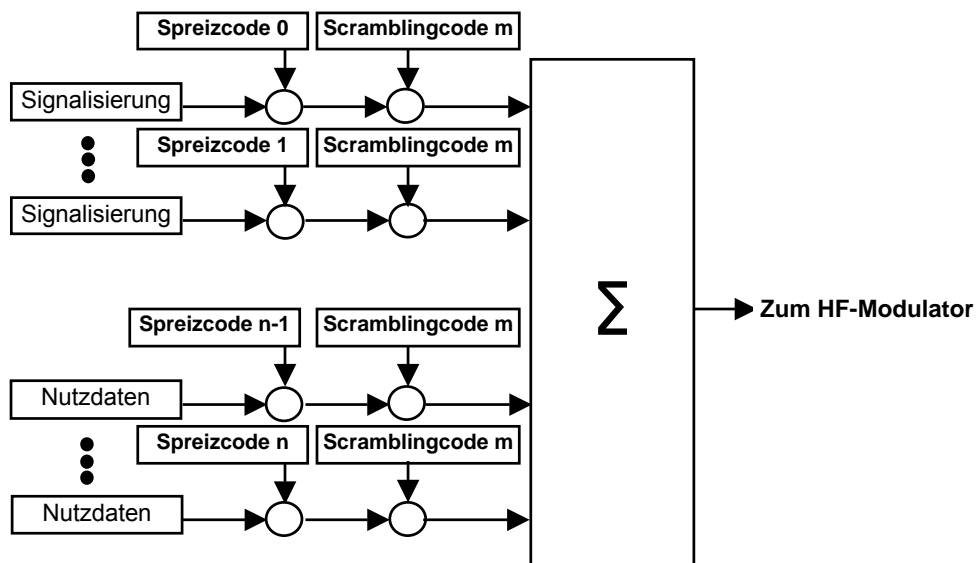 Spreizcode 0
Scramblingcode m
Signalisierung
Spreizcode 1
Scramblingcode m
Signalisierung
Σ
Zum HF-Modulator
Spreizcode n-1
Scramblingcode m
Nutzdaten
Spreizcode n
Scramblingcode m
Nutzdaten